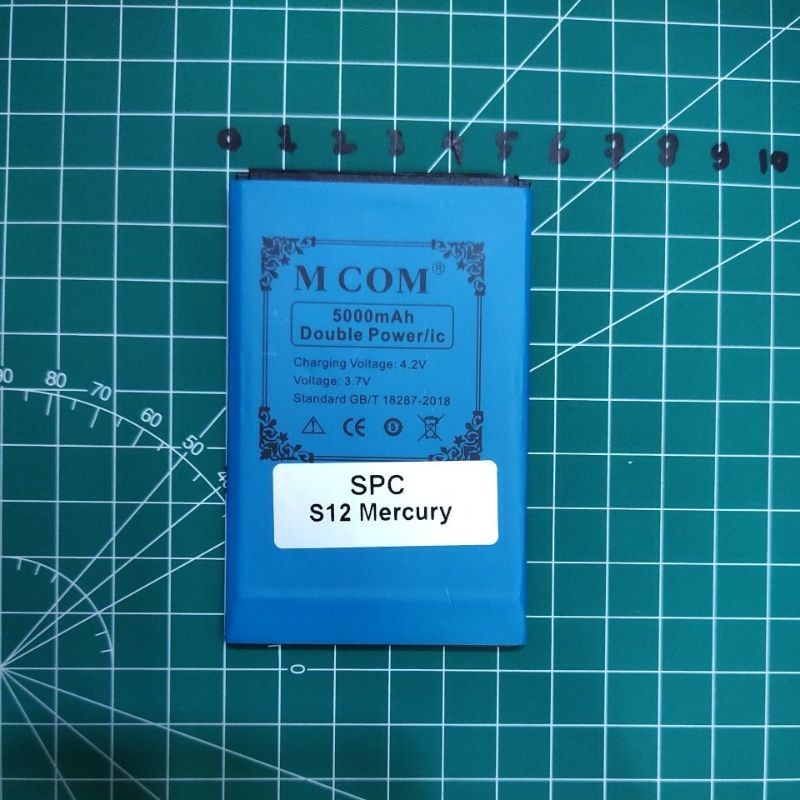 0 1 2 3 4 5 6 7 8 9 10
M COM ®
5000mAh
Double Power/ic
Charging Voltage: 4.2V
Voltage: 3.7V
Standard GB/T 18287-2018
CE
SPC
S12 Mercury
80
70
60
50
0